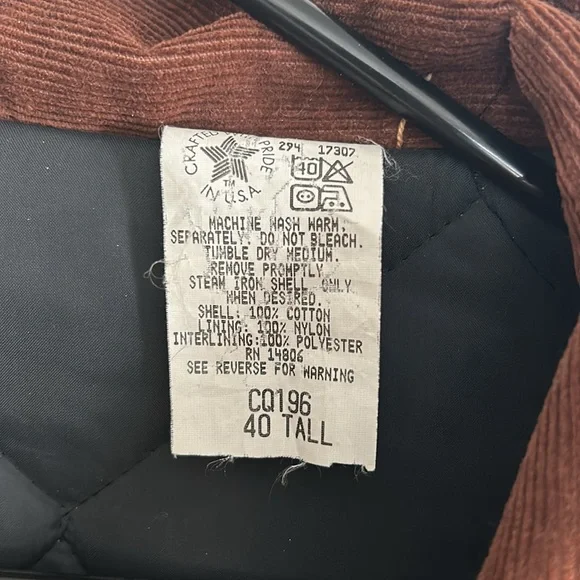 CRAFTED WITH PRIDE
IN U.S.A.
TM
294 17307
40
MACHINE WASH WARM,
SEPARATELY. DO NOT BLEACH.
TUMBLE DRY MEDIUM.
REMOVE PROMPTLY
STEAM IRON SHELL ONLY
WHEN DESIRED.
SHELL: 100% COTTON
LINING: 100% NYLON
INTERLINING:100% POLYESTER
RN 14806
SEE REVERSE FOR WARNING
CQ196
40 TALL